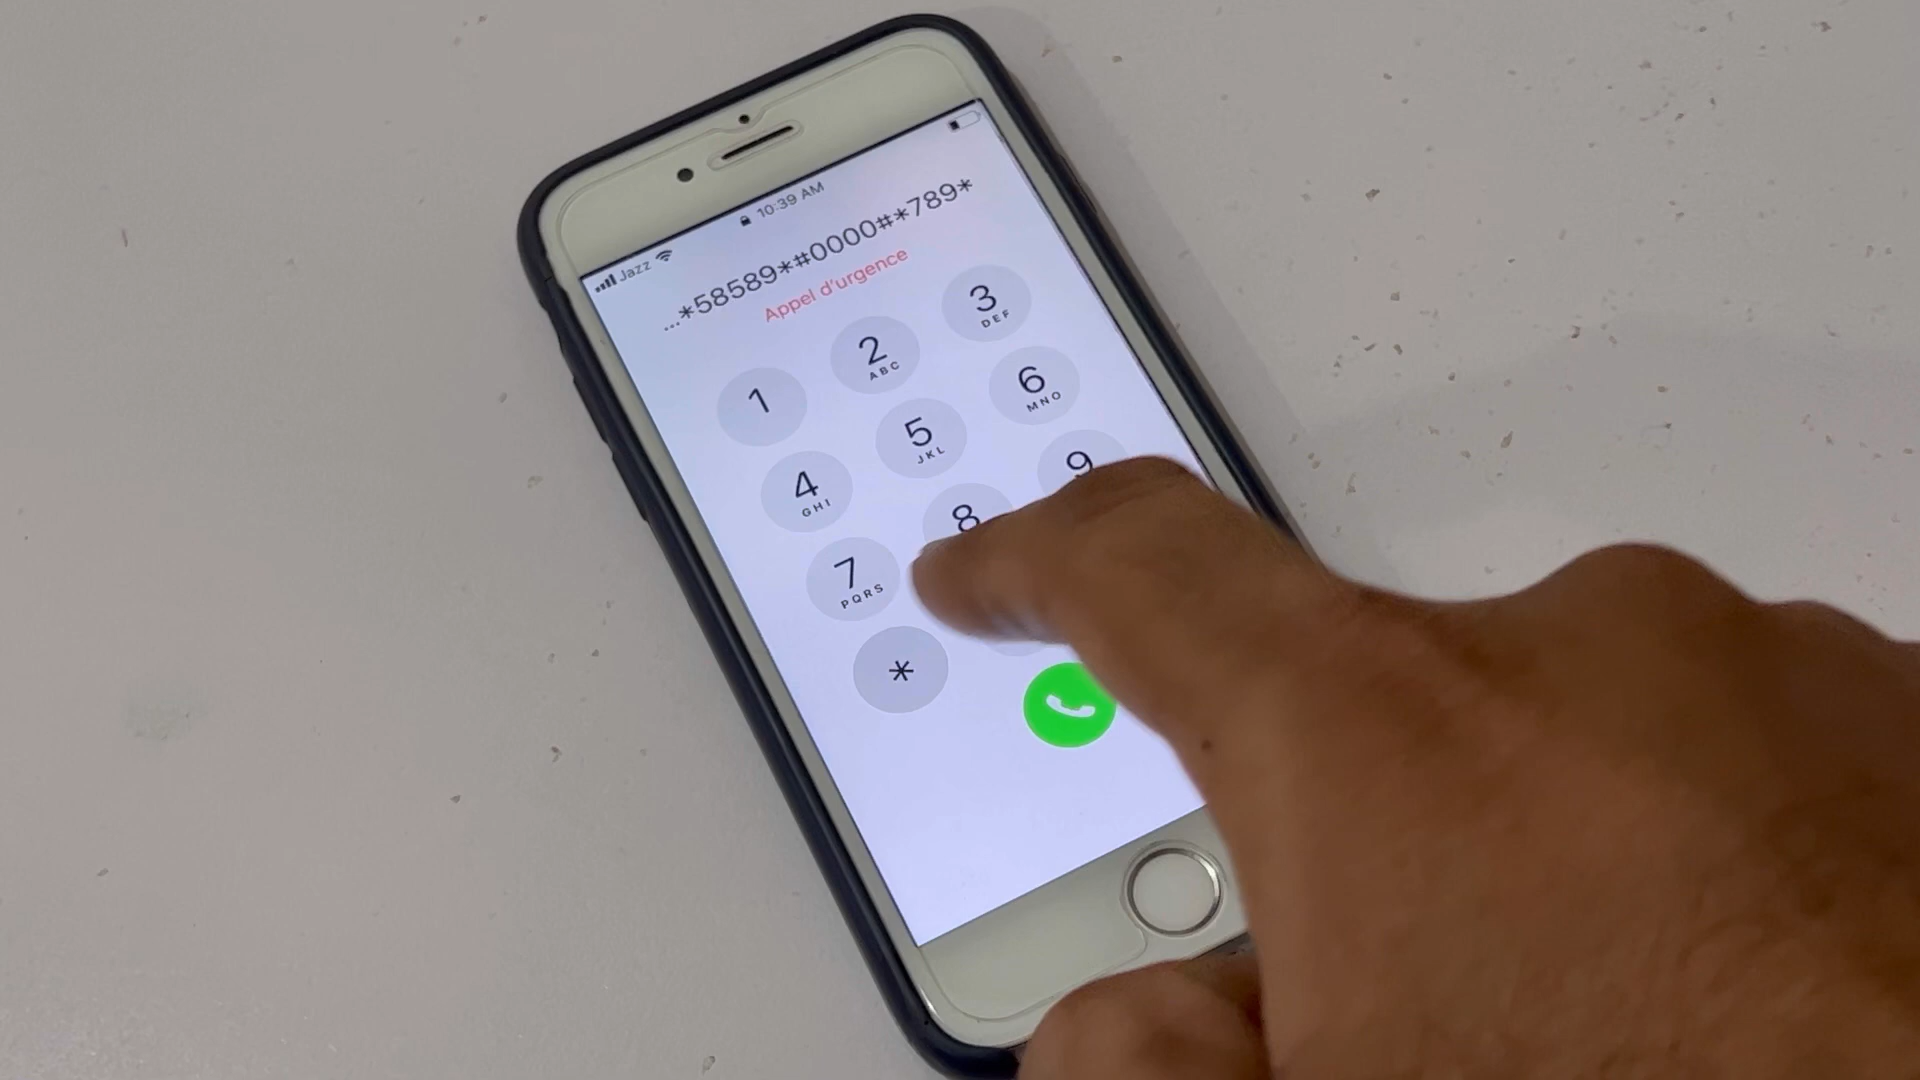 Jazz 10:39 AM
...*58589*#0000#*789*
Appel d'urgence
1
2 ABC
3 DEF
4 GHI
5 JKL
6 MNO
7 PQRS
8
9
*